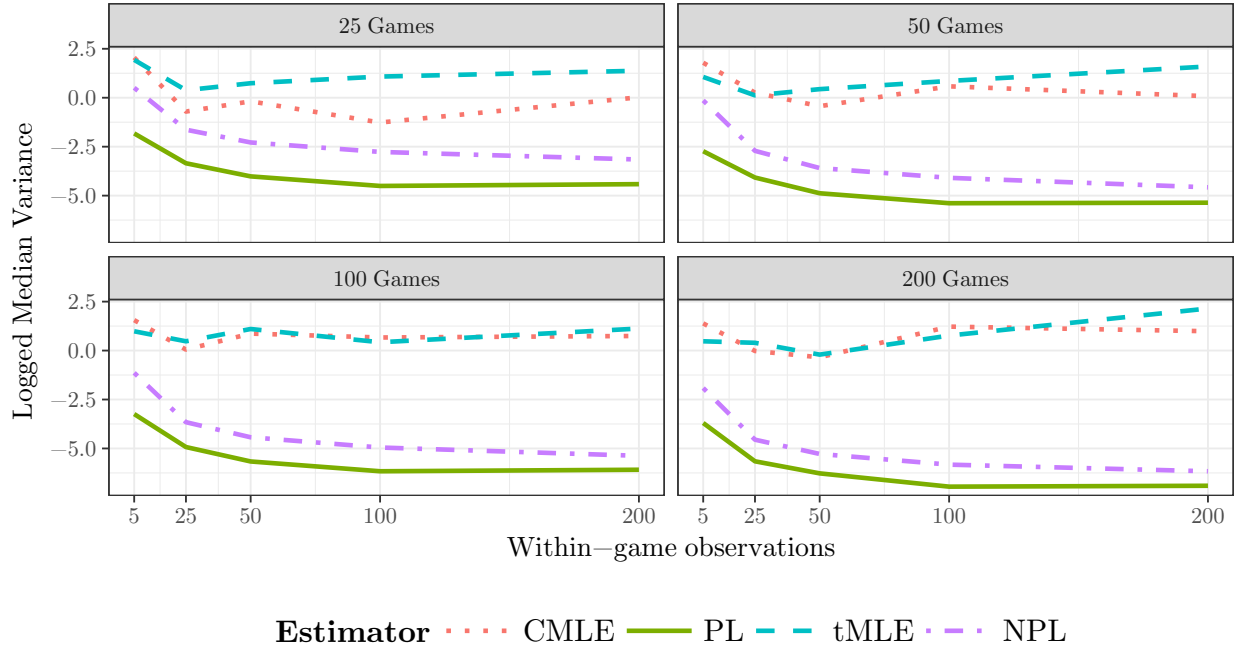 25 Games
50 Games
2.5
0.0
−2.5
−5.0
100 Games
200 Games
2.5
0.0
−2.5
−5.0
Logged Median Variance
5 25 50 100 200
5 25 50 100 200
Within−game observations
Estimator CMLE PL tMLE NPL